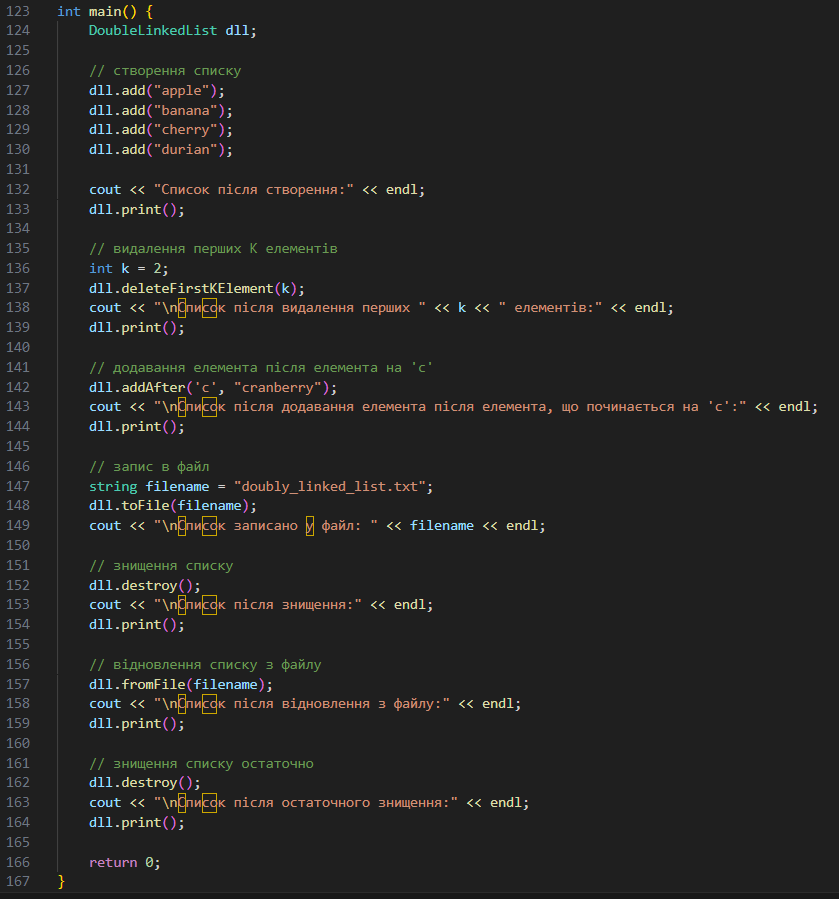 123 int main() {
124     DoubleLinkedList dll;
125
126     // створення списку
127     dll.add("apple");
128     dll.add("banana");
129     dll.add("cherry");
130     dll.add("durian");
131
132     cout << "Список після створення:" << endl;
133     dll.print();
134
135     // видалення перших К елементів
136     int k = 2;
137     dll.deleteFirstKElement(k);
138     cout << "\nСписок після видалення перших " << k << " елементів:" << endl;
139     dll.print();
140
141     // додавання елемента після елемента на 'c'
142     dll.addAfter('c', "cranberry");
143     cout << "\nСписок після додавання елемента після елемента, що починається на 'c':" << endl;
144     dll.print();
145
146     // запис в файл
147     string filename = "doubly_linked_list.txt";
148     dll.toFile(filename);
149     cout << "\nСписок записано у файл: " << filename << endl;
150
151     // знищення списку
152     dll.destroy();
153     cout << "\nСписок після знищення:" << endl;
154     dll.print();
155
156     // відновлення списку з файлу
157     dll.fromFile(filename);
158     cout << "\nСписок після відновлення з файлу:" << endl;
159     dll.print();
160
161     // знищення списку остаточно
162     dll.destroy();
163     cout << "\nСписок після остаточного знищення:" << endl;
164     dll.print();
165
166     return 0;
167 }